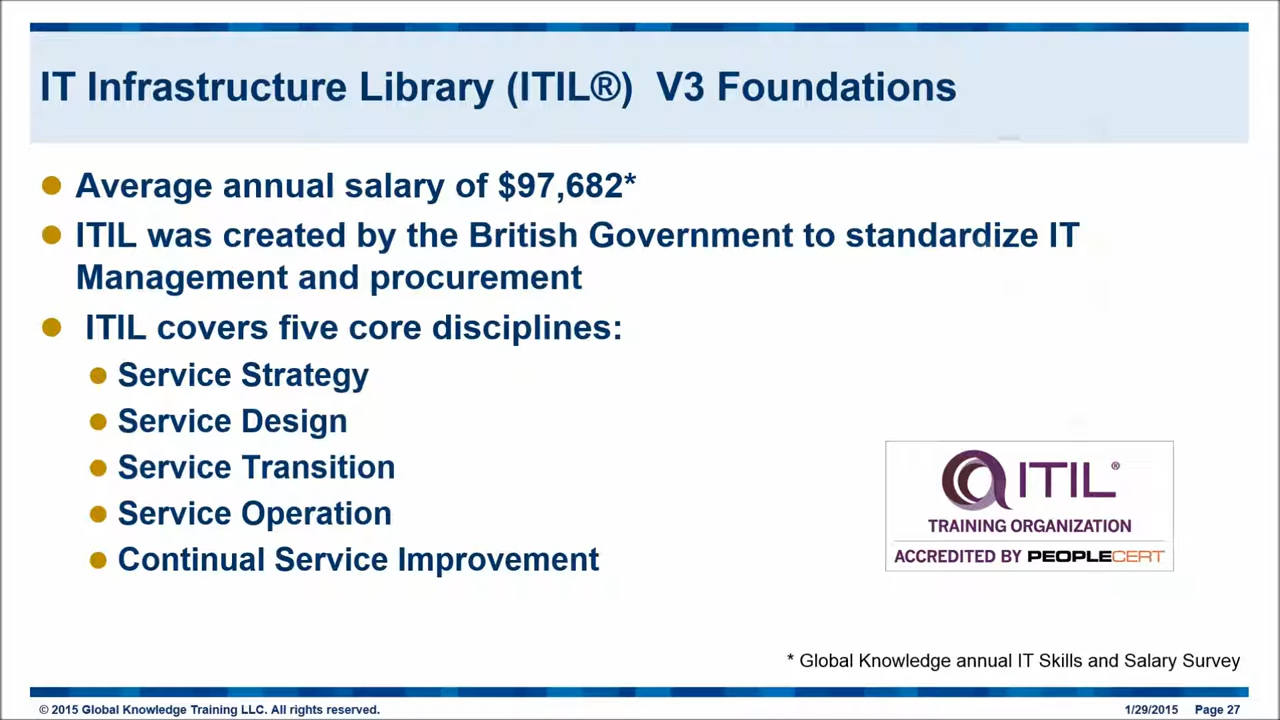 IT Infrastructure Library (ITIL®) V3 Foundations
Average annual salary of $97,682*
ITIL was created by the British Government to standardize IT
Management and procurement
ITIL covers five core disciplines:
Service Strategy
Service Design
Service Transition
Service Operation
Continual Service Improvement
ITIL®
TRAINING ORGANIZATION
ACCREDITED BY PEOPLECERT
* Global Knowledge annual IT Skills and Salary Survey
© 2015 Global Knowledge Training LLC. All rights reserved.
1/29/2015 Page 27